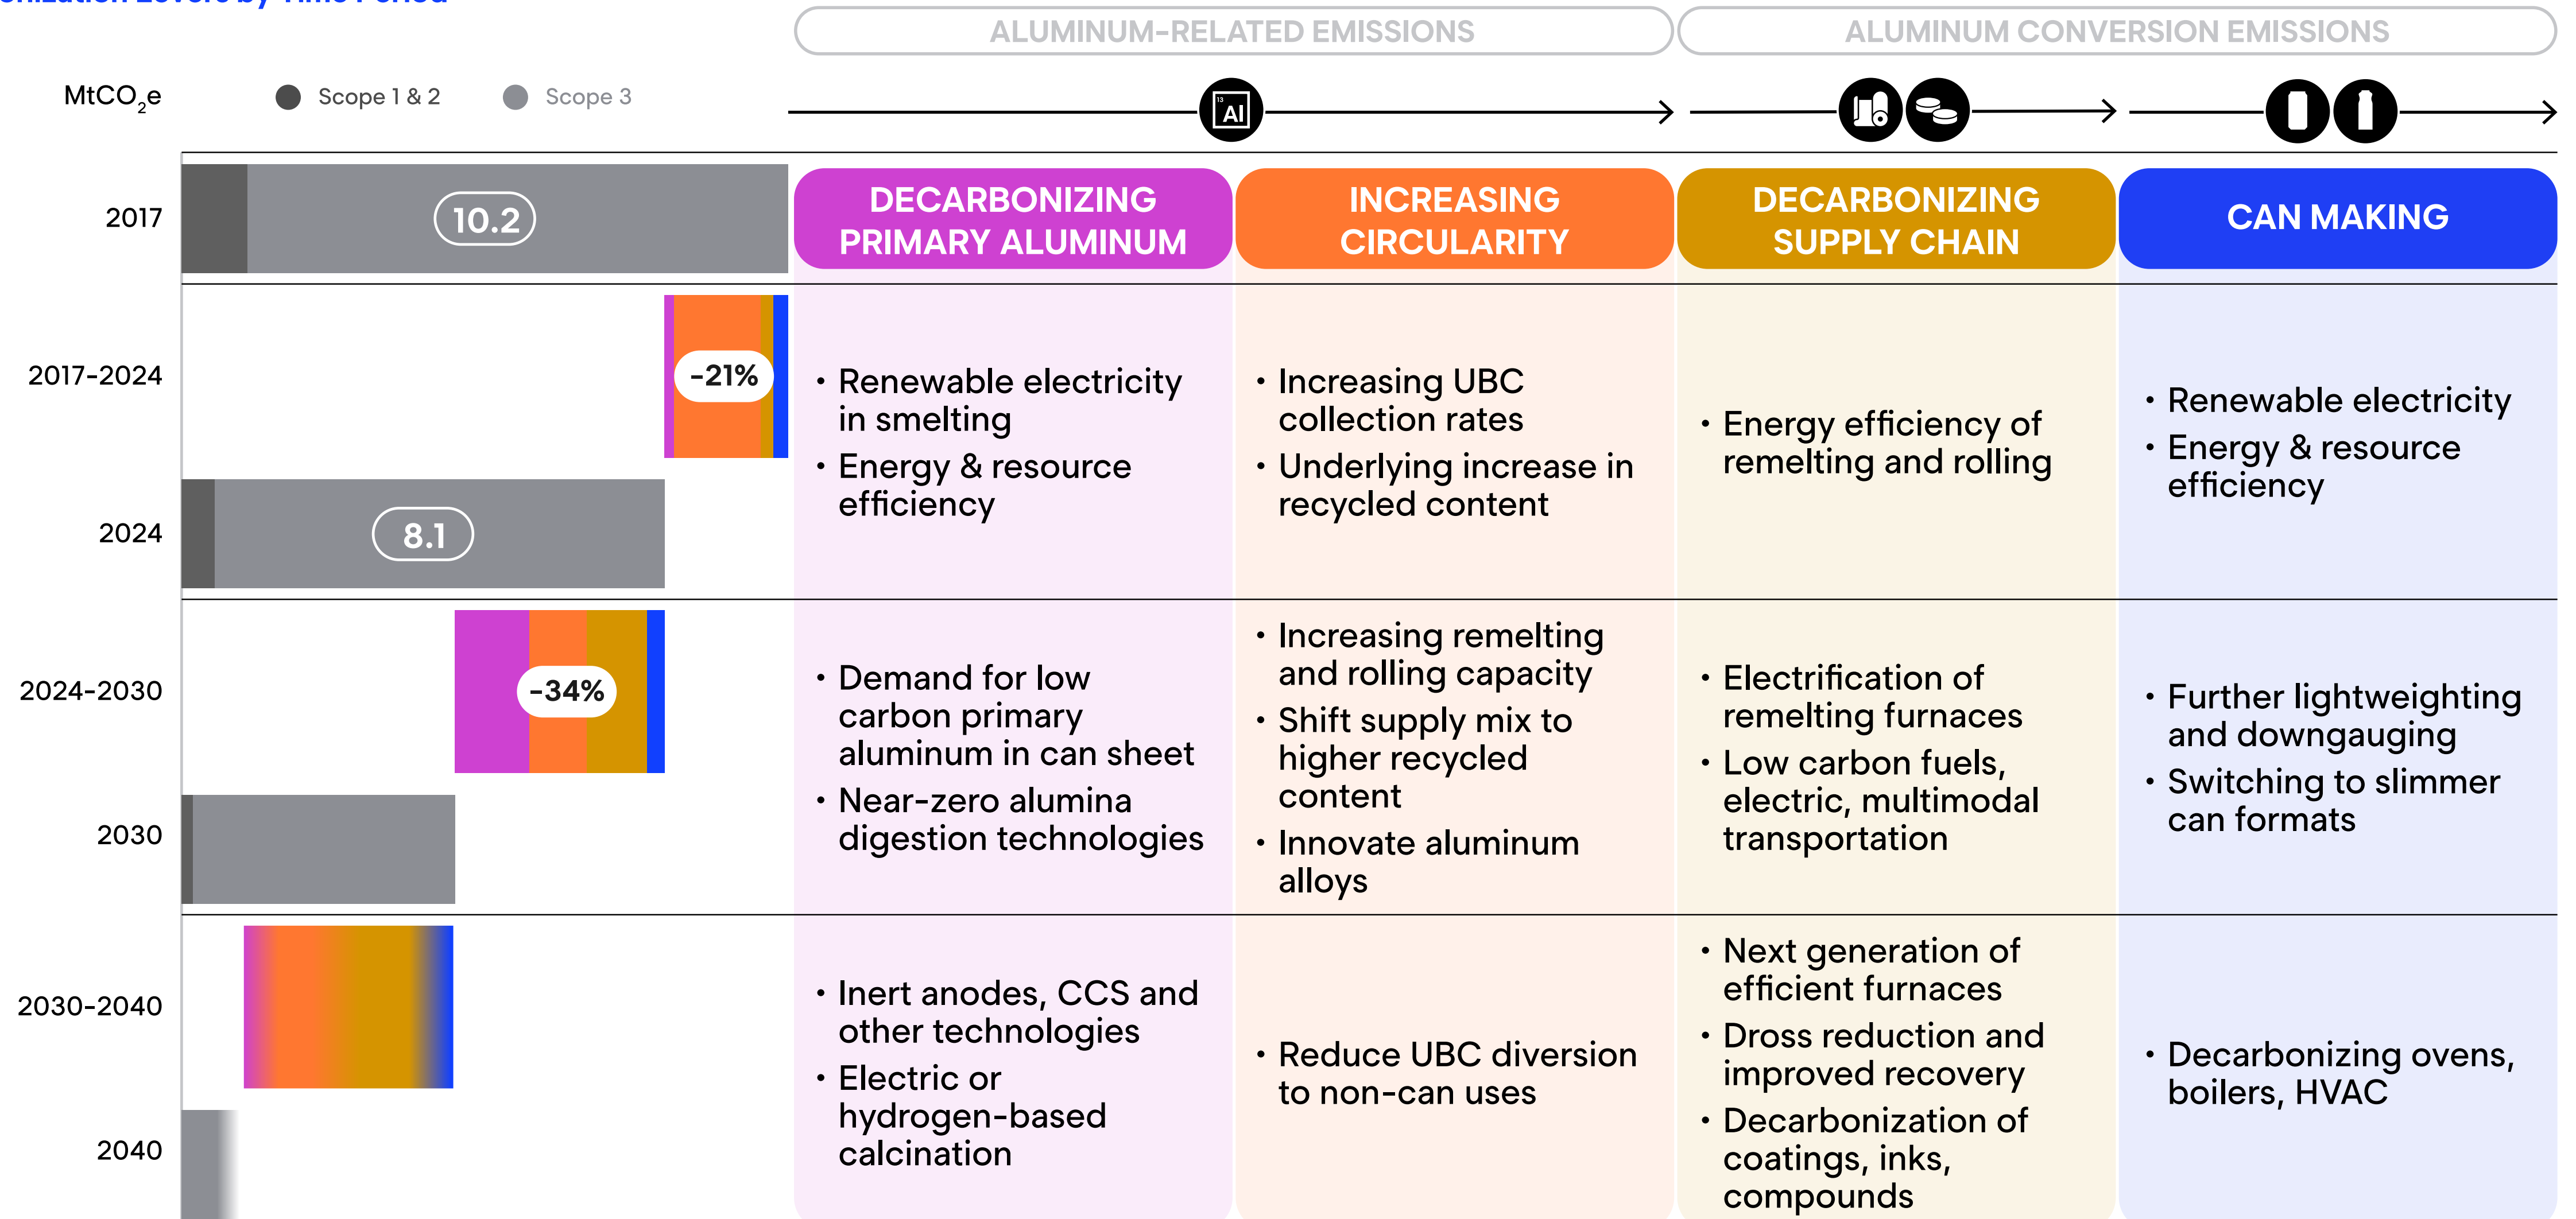 by Time Period
ALUMINUM-RELATED EMISSIONS
ALUMINUM CONVERSION EMISSIONS
MtCO₂e
Scope 1 & 2
Scope 3
13
Al
2017
10.2
DECARBONIZING
PRIMARY ALUMINUM
INCREASING
CIRCULARITY
DECARBONIZING
SUPPLY CHAIN
CAN MAKING
2017-2024
-21%
• Renewable electricity
in smelting
• Energy & resource
efficiency
• Increasing UBC
collection rates
• Underlying increase in
recycled content
• Energy efficiency of
remelting and rolling
• Renewable electricity
• Energy & resource
efficiency
2024
8.1
2024-2030
-34%
• Demand for low
carbon primary
aluminum in can sheet
• Near-zero alumina
digestion technologies
• Increasing remelting
and rolling capacity
• Shift supply mix to
higher recycled
content
• Innovate aluminum
alloys
• Electrification of
remelting furnaces
• Low carbon fuels,
electric, multimodal
transportation
• Further lightweighting
and downgauging
• Switching to slimmer
can formats
2030
2030-2040
• Inert anodes, CCS and
other technologies
• Electric or
hydrogen-based
calcination
• Reduce UBC diversion
to non-can uses
• Next generation of
efficient furnaces
• Dross reduction and
improved recovery
• Decarbonization of
coatings, inks,
compounds
• Decarbonizing ovens,
boilers, HVAC
2040